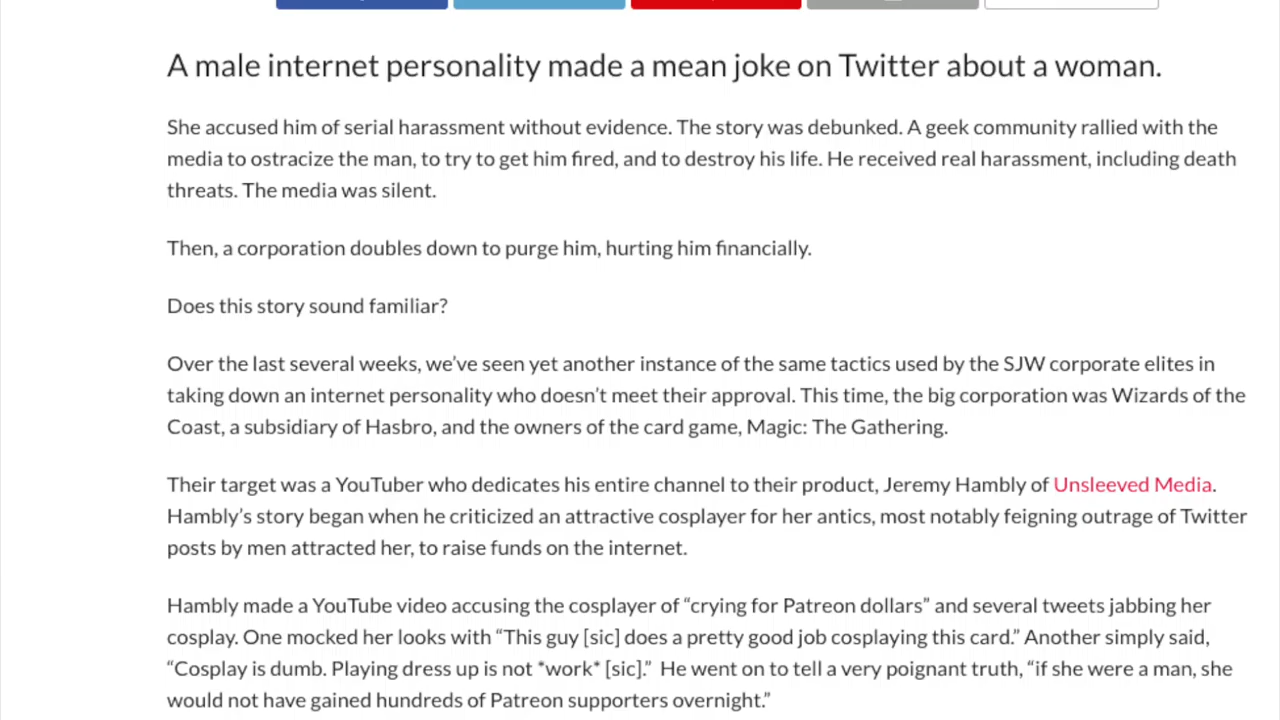 A male internet personality made a mean joke on Twitter about a woman.
She accused him of serial harassment without evidence. The story was debunked. A geek community rallied with the
media to ostracize the man, to try to get him fired, and to destroy his life. He received real harassment, including death
threats. The media was silent.
Then, a corporation doubles down to purge him, hurting him financially.
Does this story sound familiar?
Over the last several weeks, we’ve seen yet another instance of the same tactics used by the SJW corporate elites in
taking down an internet personality who doesn’t meet their approval. This time, the big corporation was Wizards of the
Coast, a subsidiary of Hasbro, and the owners of the card game, Magic: The Gathering.
Their target was a YouTuber who dedicates his entire channel to their product, Jeremy Hambly of Unsleeved Media.
Hambly’s story began when he criticized an attractive cosplayer for her antics, most notably feigning outrage of Twitter
posts by men attracted her, to raise funds on the internet.
Hambly made a YouTube video accusing the cosplayer of “crying for Patreon dollars” and several tweets jabbing her
cosplay. One mocked her looks with “This guy [sic] does a pretty good job cosplaying this card.” Another simply said,
“Cosplay is dumb. Playing dress up is not *work* [sic].” He went on to tell a very poignant truth, “if she were a man, she
would not have gained hundreds of Patreon supporters overnight.”